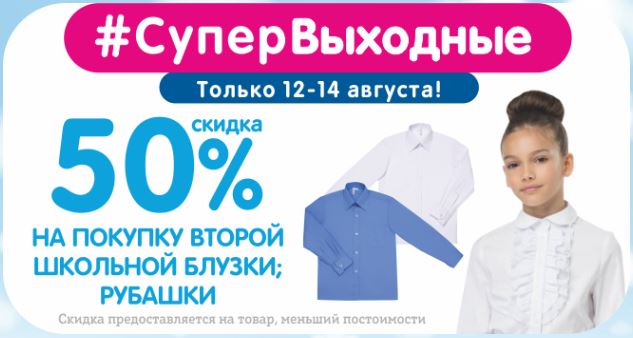 #СуперВыходные
Только 12-14 августа!
скидка
50%
НА ПОКУПКУ ВТОРОЙ
ШКОЛЬНОЙ БЛУЗКИ;
РУБАШКИ
Скидка предоставляется на товар, меньший постоимости